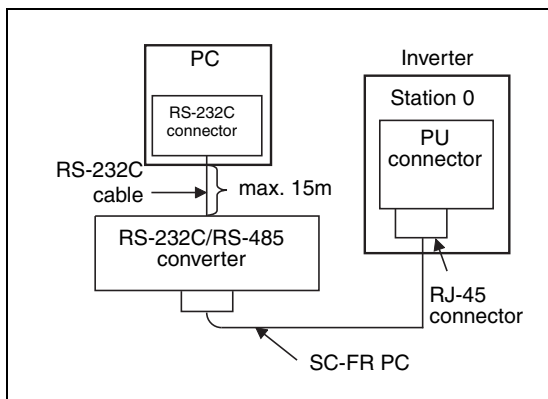 PC
RS-232C
connector
RS-232C
cable
max. 15m
RS-232C/RS-485
converter
Inverter
Station 0
PU
connector
RJ-45
connector
SC-FR PC